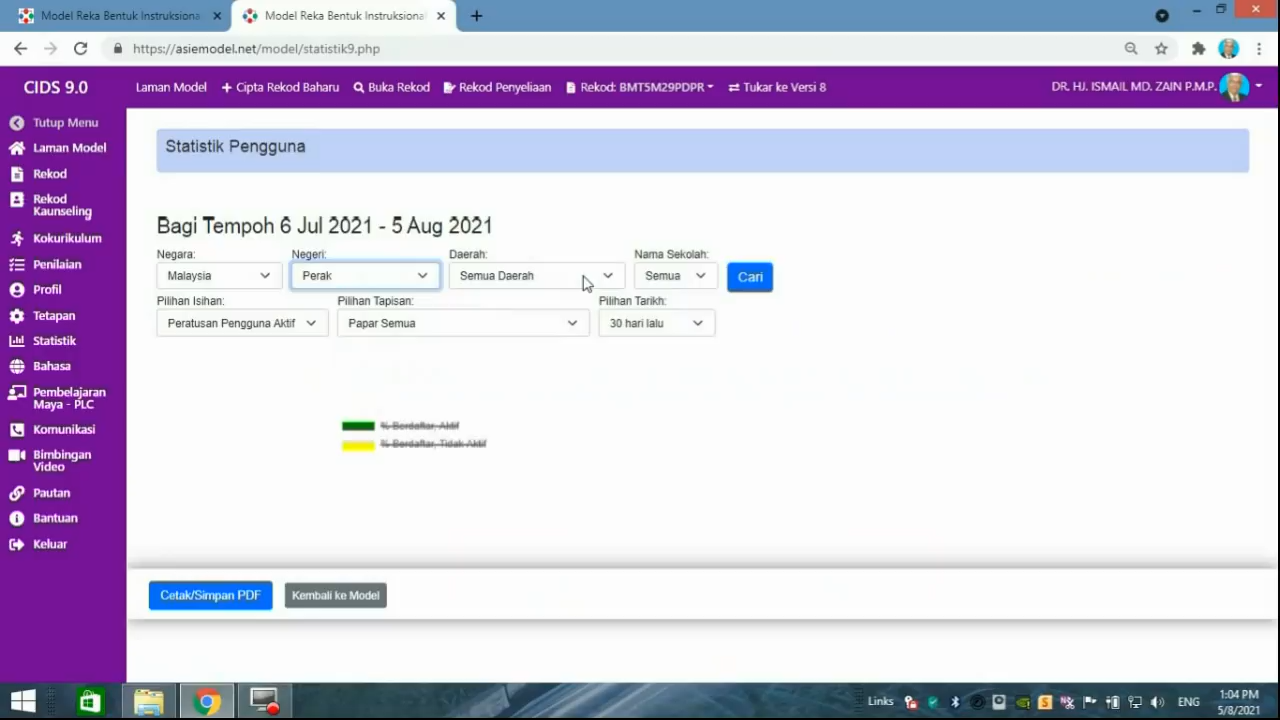 Model Reka Bentuk Instruksiona
Model Reka Bentuk Instruksional
https://asiemodel.net/model/statistik9.php
CIDS 9.0
Laman Model
Cipta Rekod Baharu
Buka Rekod
Rekod Penyeliaan
Rekod: BMT5M29PDPR
Tukar ke Versi 8
DR. HJ. ISMAIL MD. ZAIN P.M.P.
Tutup Menu
Laman Model
Rekod
Rekod
Kaunseling
Kokurikulum
Penilaian
Profil
Tetapan
Statistik
Bahasa
Pembelajaran
Maya - PLC
Komunikasi
Bimbingan
Video
Pautan
Bantuan
Keluar
Statistik Pengguna
Bagi Tempoh 6 Jul 2021 - 5 Aug 2021
Negara:
Negeri:
Daerah:
Nama Sekolah:
Malaysia
Perak
Semua Daerah
Semua
Cari
Pilihan Isihan:
Pilihan Tapisan:
Pilihan Tarikh:
Peratusan Pengguna Aktif
Papar Semua
30 hari lalu
% Berdaftar, Aktif
% Berdaftar, Tidak Aktif
Cetak/Simpan PDF
Kembali ke Model
Links
ENG
1:04 PM
5/8/2021